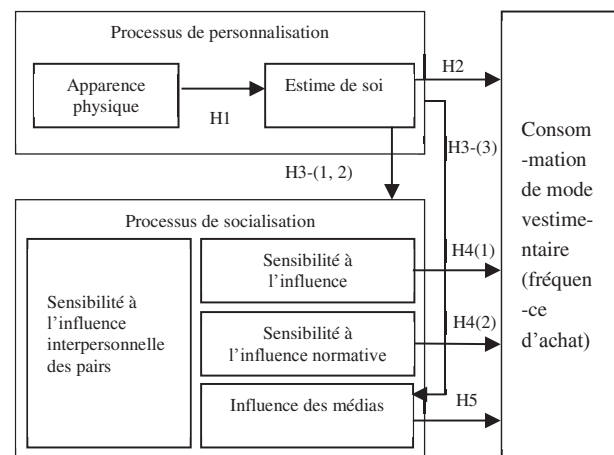 Processus de personnalisation
Apparence
physique
H1
Estime de soi
H2
H3-(3)
H3-(1, 2)
Processus de socialisation
Sensibilité à
l'influence
interpersonnelle
des pairs
Sensibilité à
l'influence
Sensibilité à
l'influence normative
Influence des médias
H4(1)
H4(2)
H5
Consom
-mation
de mode
vestime-
ntaire
(fréquen
-ce
d'achat)